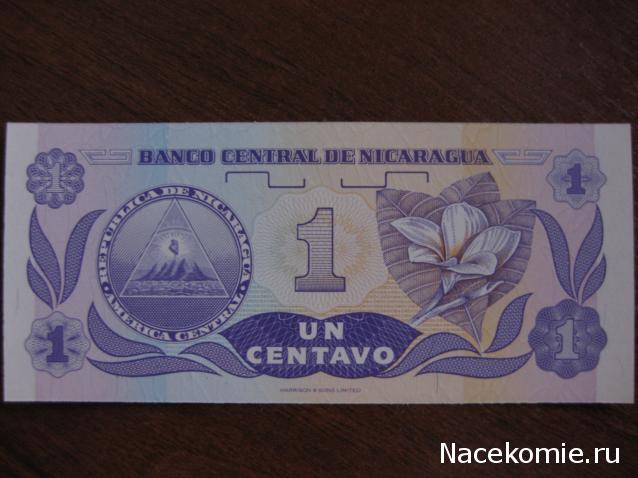 BANCO CENTRAL DE NICARAGUA
1 1
REPUBLICA DE NICARAGUA
AMERICA CENTRAL
1
UN
CENTAVO
1 1
HARRISON & SONS LIMITED
Nacekomie.ru